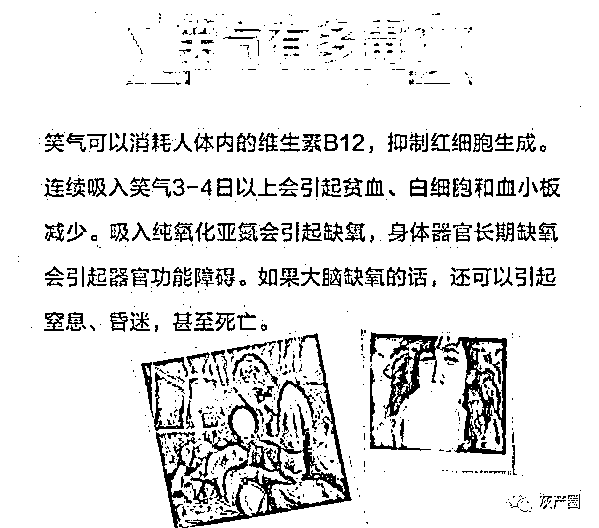 笑气有多毒
笑气可以消耗人体内的维生素B12，抑制红细胞生成。
连续吸入笑气3-4日以上会引起贫血、白细胞和血小板
减少。吸入纯氧化亚氮会引起缺氧，身体器官长期缺氧
会引起器官功能障碍。如果大脑缺氧的话，还可以引起
窒息、昏迷，甚至死亡。
灰产圈